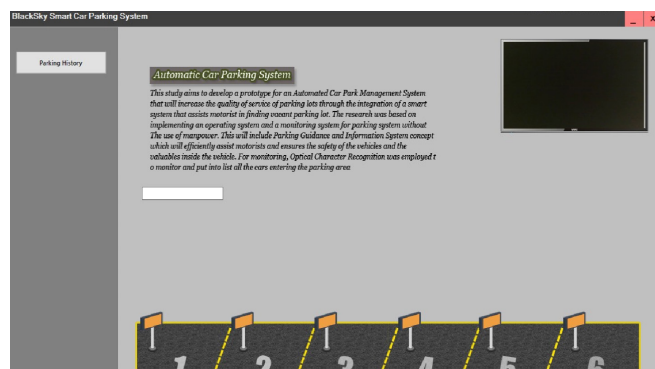 BlackSky Smart Car Parking System
_ x
Parking History
Automatic Car Parking System
This study aims to develop a prototype for an Automated Car Park Management System
that will increase the quality of service of parking lots through the integration of a smart
system that assists motorist in finding vacant parking lot. The research was based on
implementing an operating system and a monitoring system for parking system without
The use of manpower. This will include Parking Guidance and Information System concept
which will efficiently assist motorists and ensures the safety of the vehicles and the
valuables inside the vehicle. For monitoring, Optical Character Recognition was employed t
o monitor and put into list all the cars entering the parking area
1 2 3 4 5 6